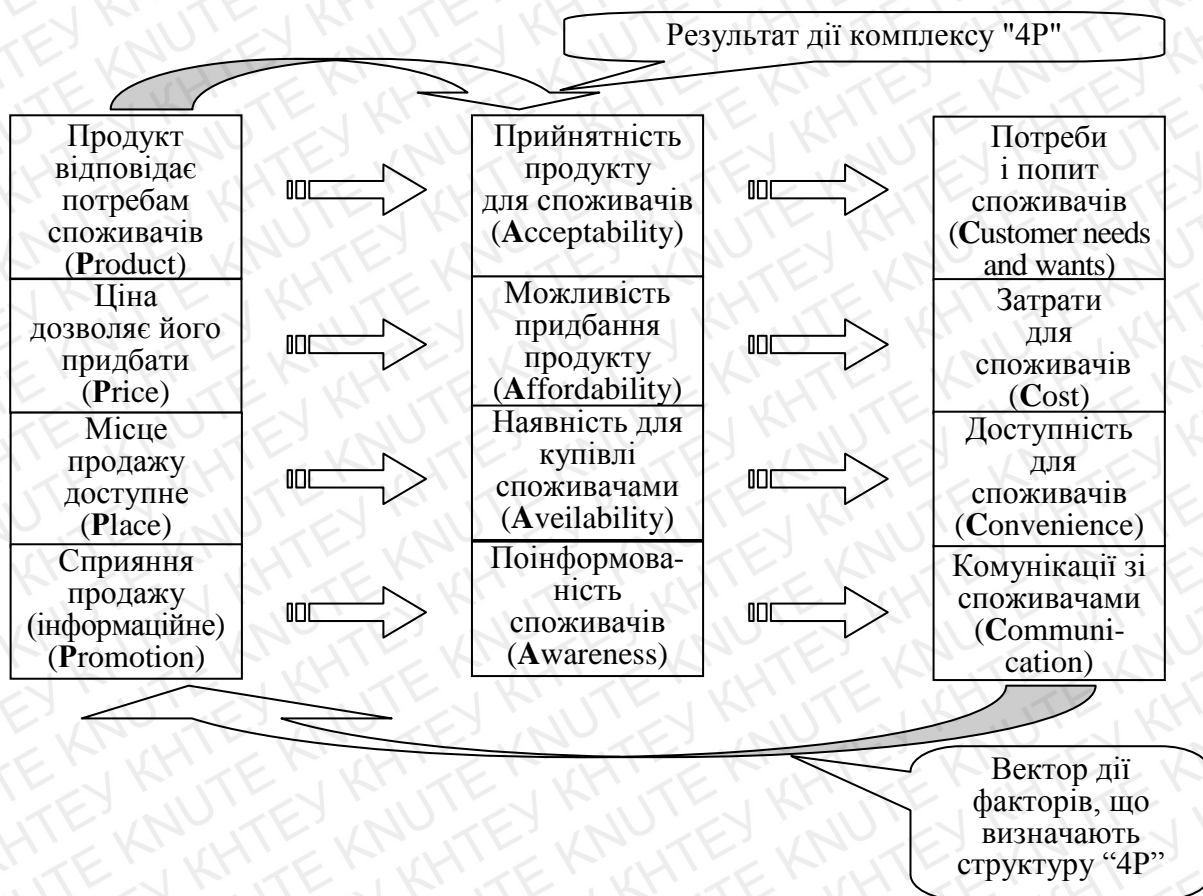 Результат дії комплексу "4Р"
Продукт
відповідає
потребам
споживачів
(Product)
Прийнятність
продукту
для споживачів
(Acceptability)
Потреби
і попит
споживачів
(Customer needs
and wants)
Ціна
дозволяє його
придбати
(Price)
Можливість
придбання
продукту
(Affordability)
Затрати
для
споживачів
(Cost)
Місце
продажу
доступне
(Place)
Наявність для
купівлі
споживачами
(Aveilability)
Доступність
для
споживачів
(Convenience)
Сприяння
продажу
(інформаційне)
(Promotion)
Поінформова-
ність
споживачів
(Awareness)
Комунікації зі
споживачами
(Communi-
cation)
Вектор дії
факторів, що
визначають
структуру “4Р”